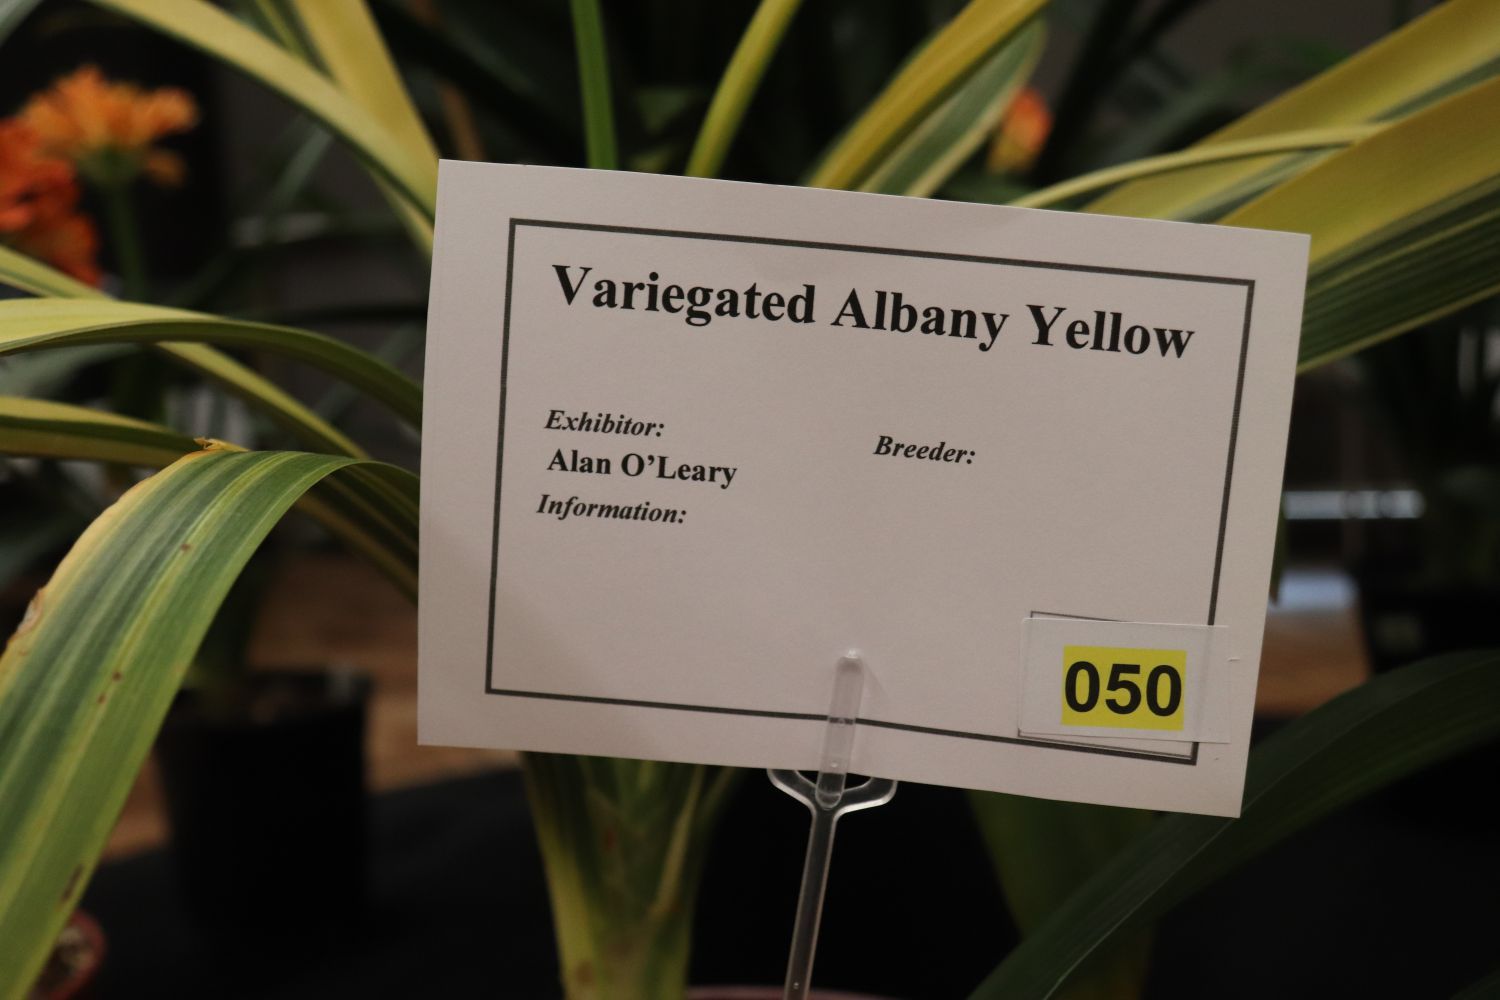 Variegated Albany Yellow
Exhibitor:
Breeder:
Alan O’Leary
Information:
050